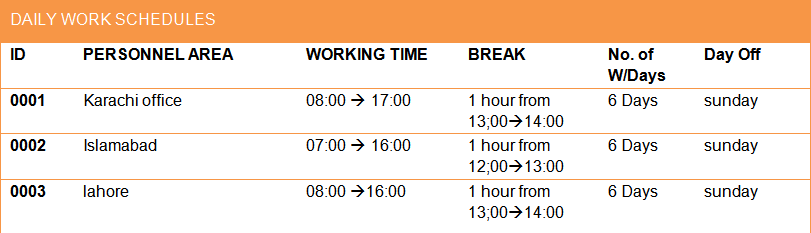 DAILY WORK SCHEDULES
ID PERSONNEL AREA WORKING TIME BREAK No. of W/Days Day Off
0001 Karachi office 08:00 → 17:00 1 hour from 13;00→14:00 6 Days sunday
0002 Islamabad 07:00 → 16:00 1 hour from 12;00→13:00 6 Days sunday
0003 lahore 08:00 →16:00 1 hour from 13;00→14:00 6 Days sunday